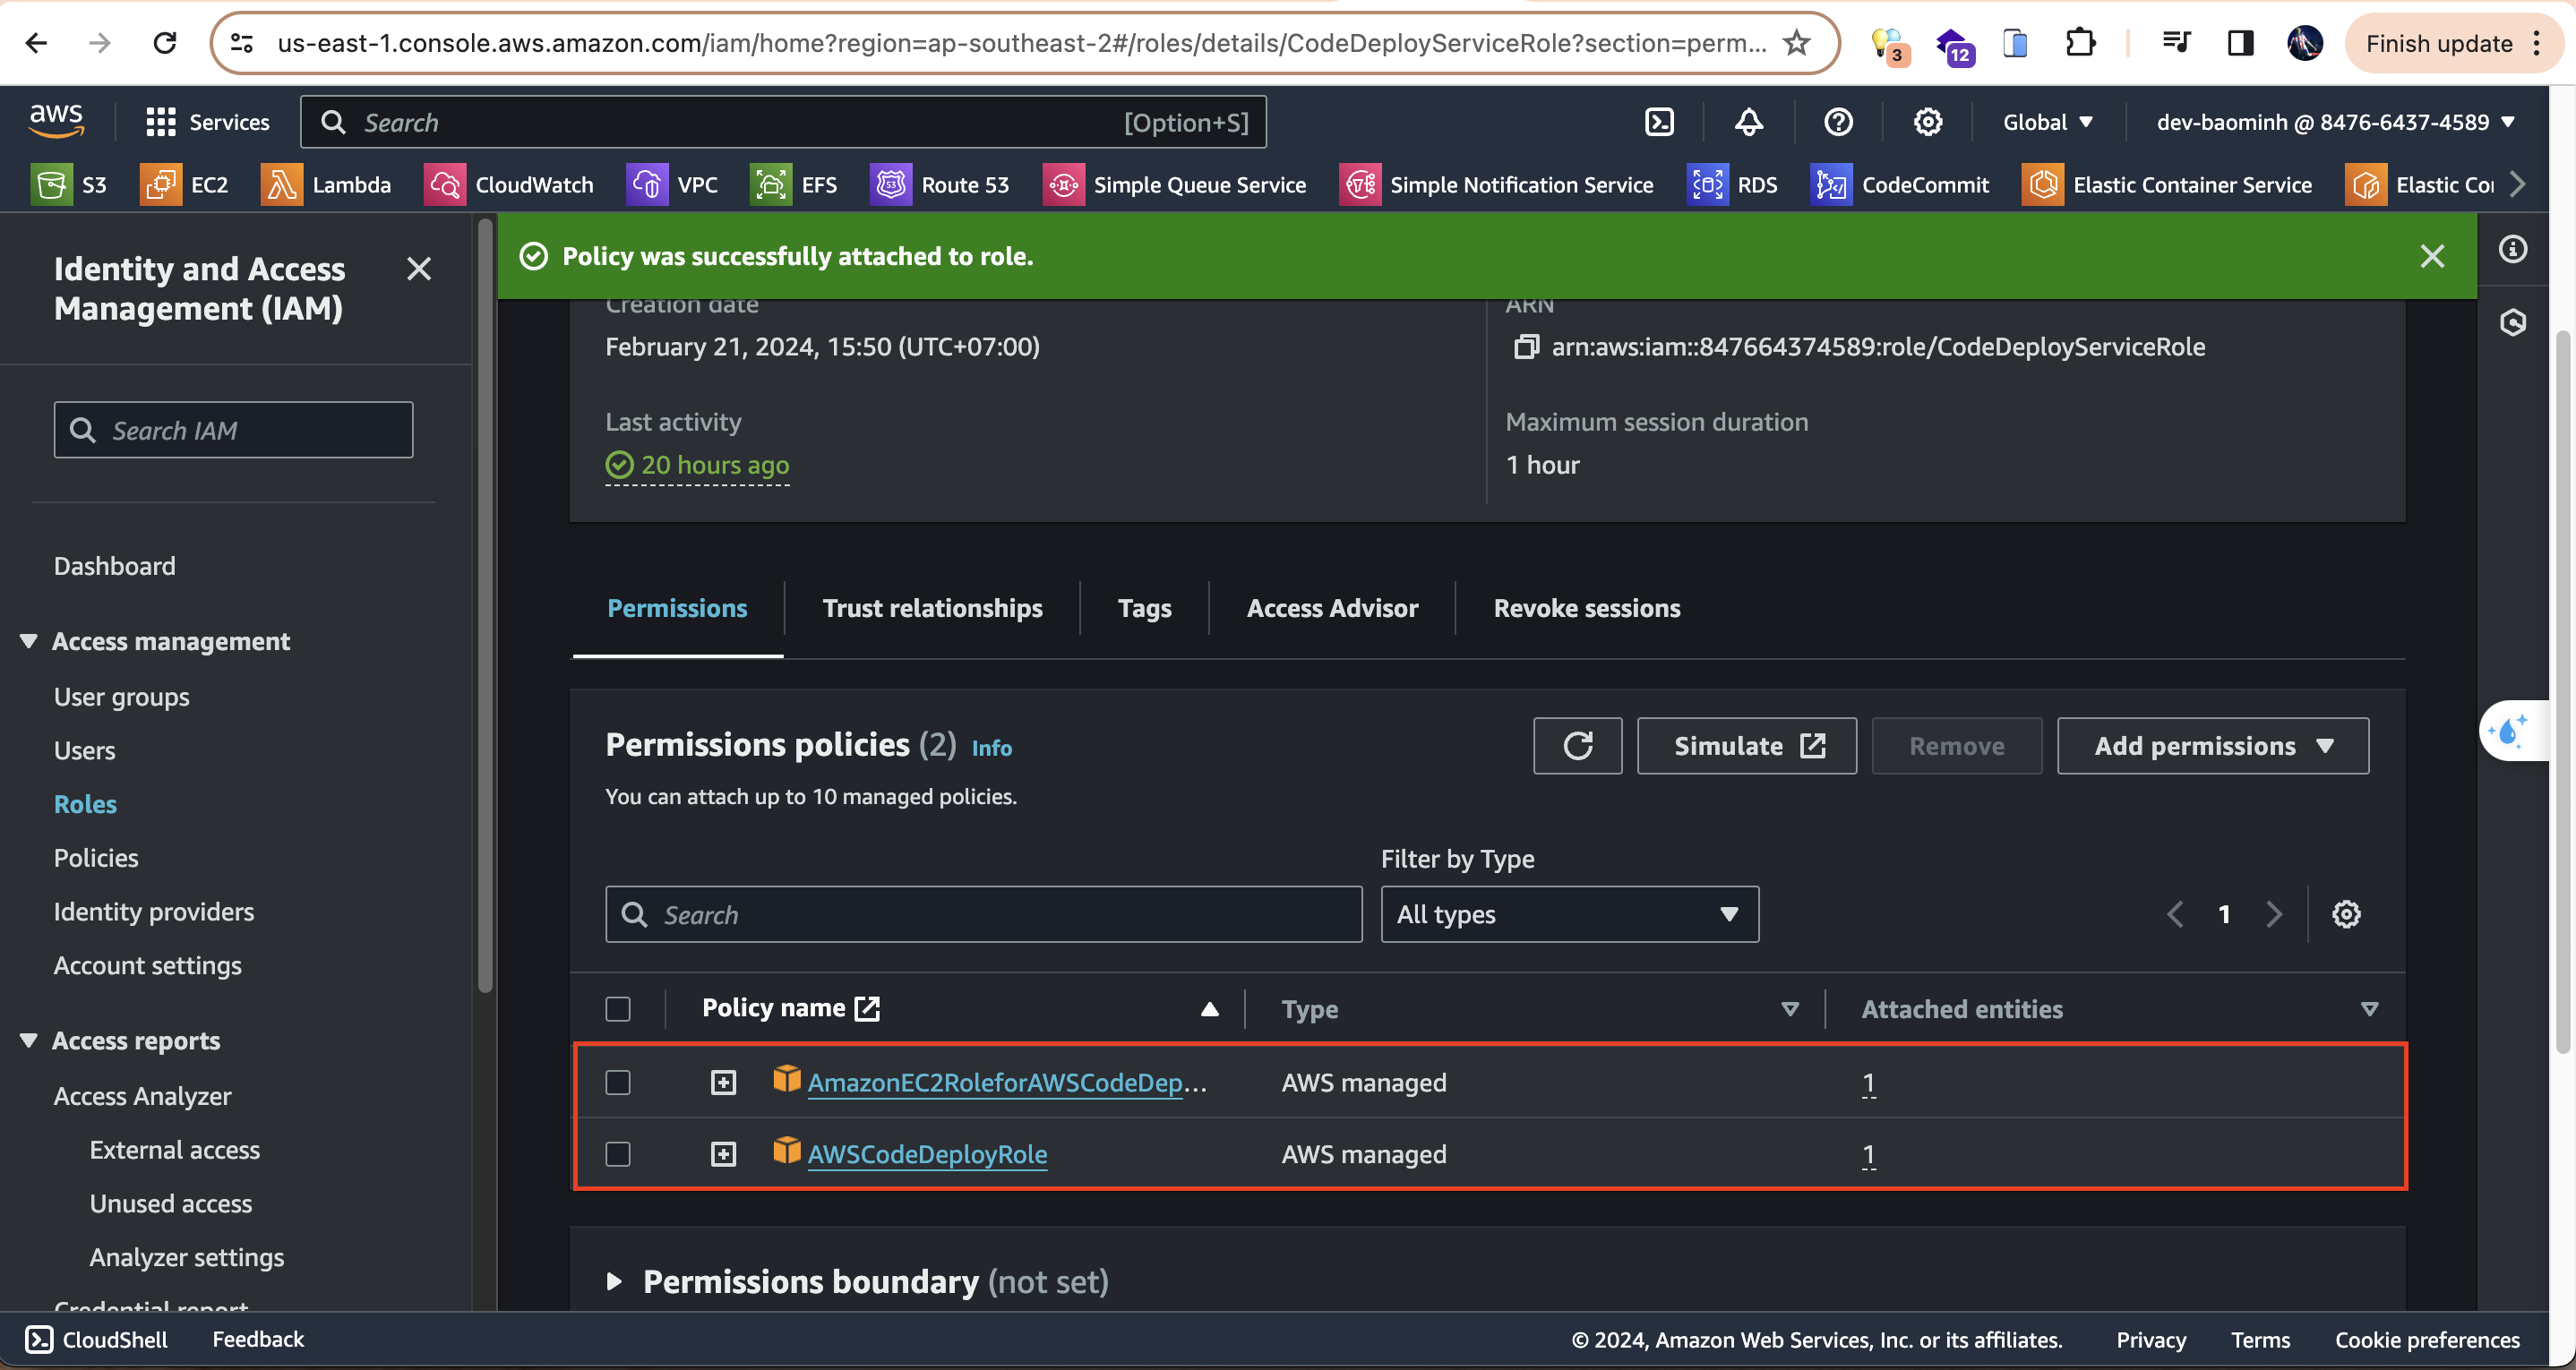 us-east-1.console.aws.amazon.com/iam/home?region=ap-southeast-2#/roles/details/CodeDeployServiceRole?section=perm...
3
12
Finish update
aws
Services
Search
[Option+S]
Global
dev-baominh @ 8476-6437-4589
S3
EC2
Lambda
CloudWatch
VPC
EFS
Route 53
Simple Queue Service
Simple Notification Service
RDS
CodeCommit
Elastic Container Service
Elastic Co
Identity and Access
Management (IAM)
Search IAM
Dashboard
Access management
User groups
Users
Roles
Policies
Identity providers
Account settings
Access reports
Access Analyzer
External access
Unused access
Analyzer settings
Credential report
Policy was successfully attached to role.
Creation date
February 21, 2024, 15:50 (UTC+07:00)
ARN
arn:aws:iam::847664374589:role/CodeDeployServiceRole
Last activity
20 hours ago
Maximum session duration
1 hour
Permissions
Trust relationships
Tags
Access Advisor
Revoke sessions
Permissions policies (2) Info
You can attach up to 10 managed policies.
Simulate
Remove
Add permissions
Filter by Type
Search
All types
1
Policy name
Type
Attached entities
AmazonEC2RoleforAWSCodeDep...
AWS managed
1
AWSCodeDeployRole
AWS managed
1
Permissions boundary (not set)
CloudShell
Feedback
© 2024, Amazon Web Services, Inc. or its affiliates.
Privacy
Terms
Cookie preferences